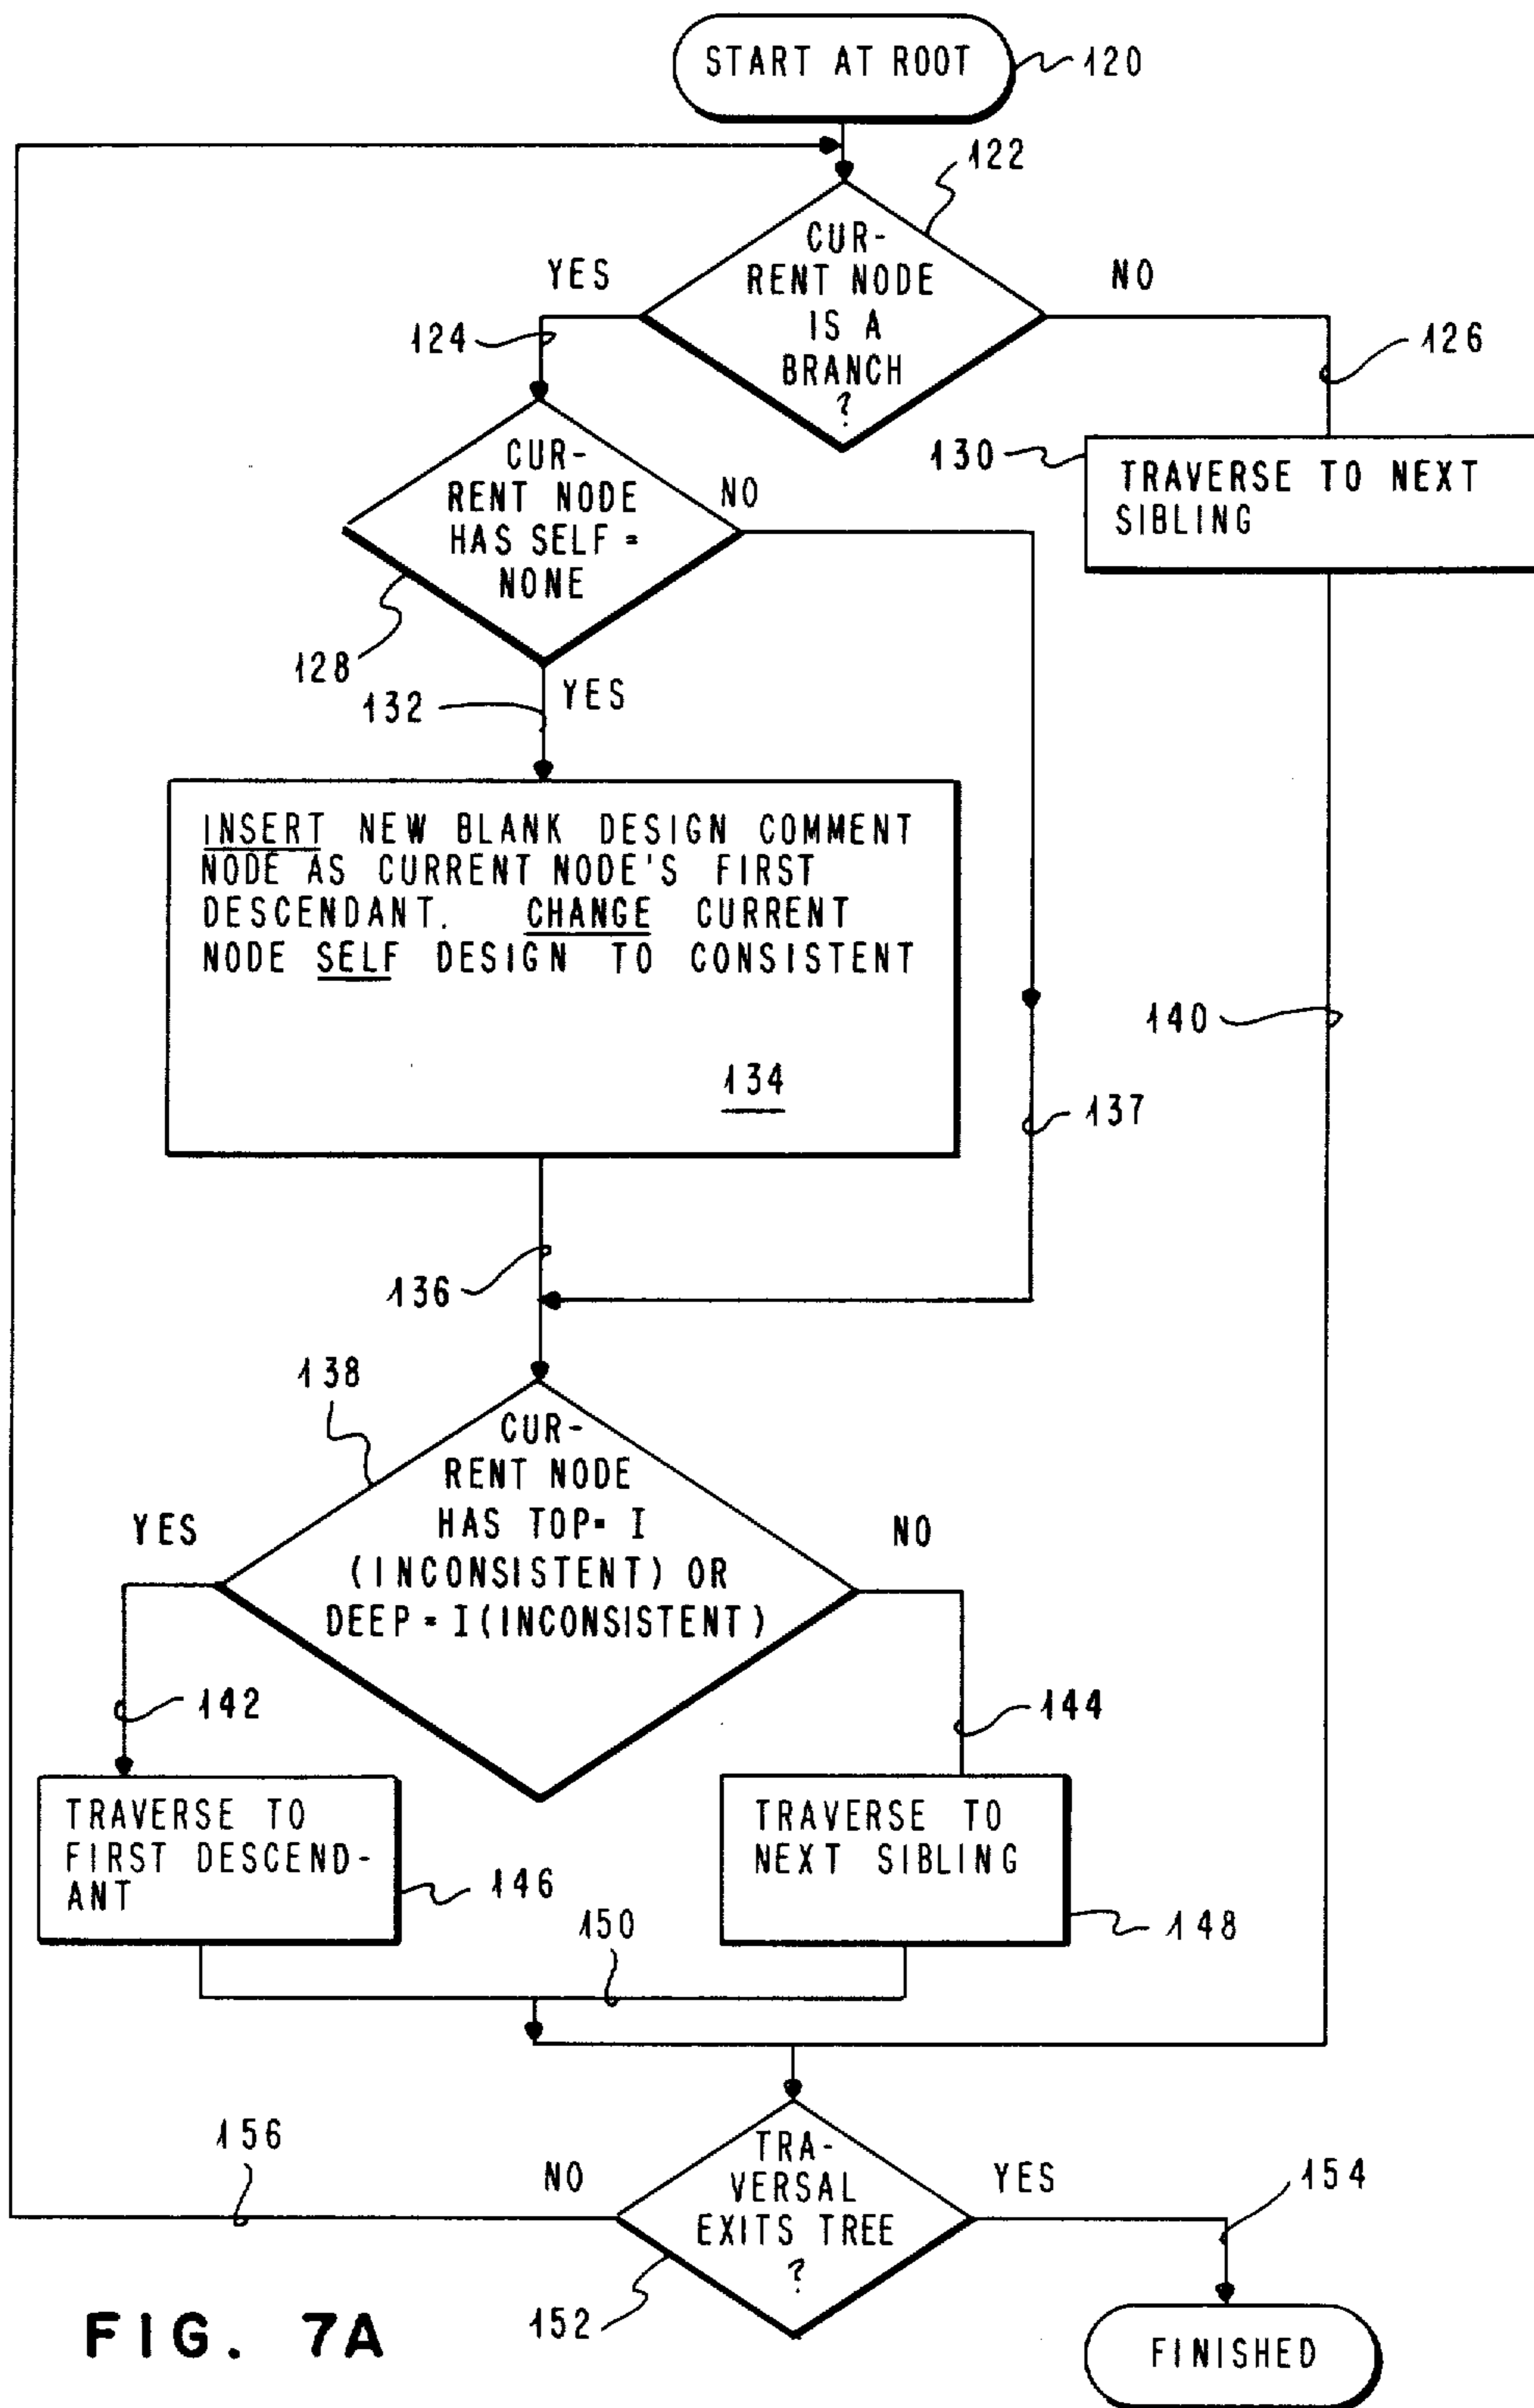 START AT ROOT
120
122
CUR-
RENT NODE
IS A
BRANCH
?
YES
NO
124
126
CUR-
RENT NODE
HAS SELF =
NONE
NO
130
TRAVERSE TO NEXT
SIBLING
128
132
YES
INSERT NEW BLANK DESIGN COMMENT
NODE AS CURRENT NODE'S FIRST
DESCENDANT. CHANGE CURRENT
NODE SELF DESIGN TO CONSISTENT
134
140
137
136
138
CUR-
RENT NODE
HAS TOP= I
(INCONSISTENT) OR
DEEP = I (INCONSISTENT)
YES
NO
142
144
TRAVERSE TO
FIRST DESCEND-
ANT
146
TRAVERSE TO
NEXT SIBLING
148
150
156
TRA-
VERSAL
EXITS TREE
?
NO
YES
154
152
FINISHED
FIG. 7A